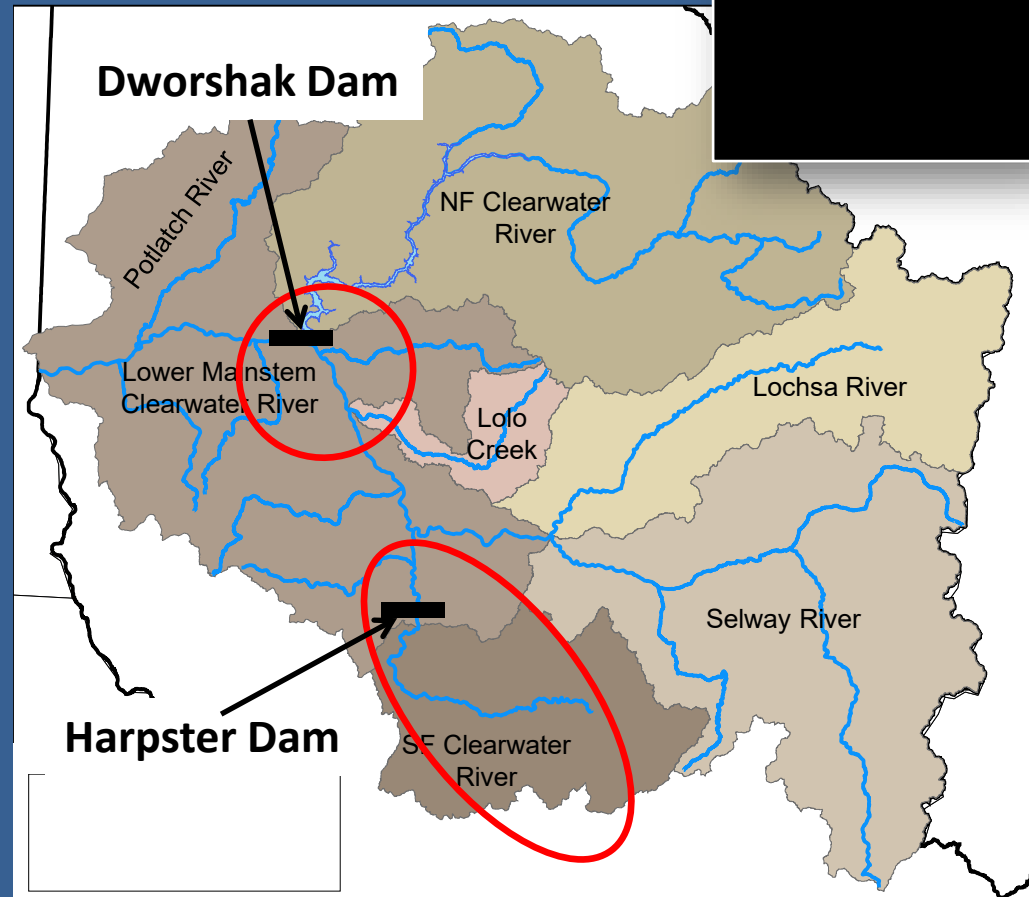 Dworshak Dam
Potlatch River
NF Clearwater
River
Lower Mainstem
Clearwater River
Lochsa River
Lolo
Creek
Selway River
Harpster Dam
SF Clearwater
River